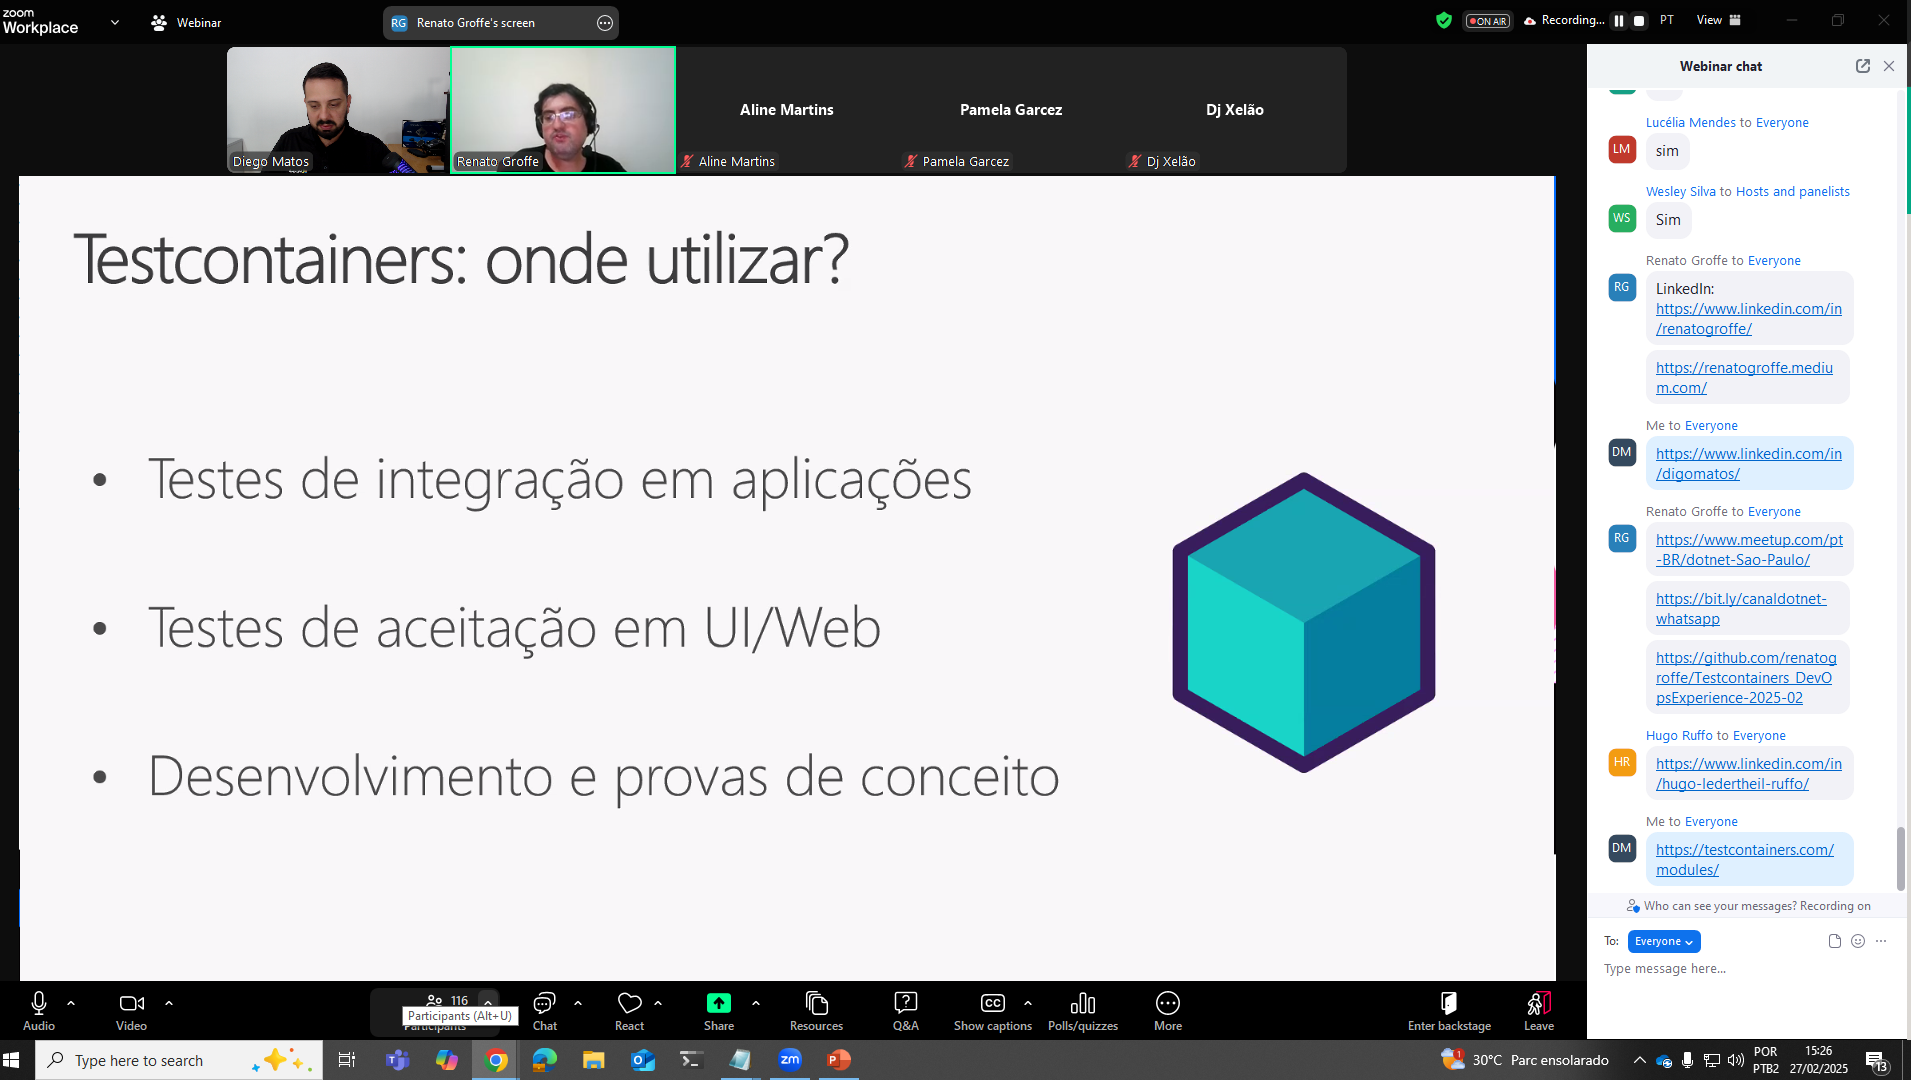 zoom
Workplace
Webinar
RG Renato Groffe's screen
ON AIR
Recording...
PT
View
Diego Matos
Renato Groffe
Aline Martins
Aline Martins
Pamela Garcez
Pamela Garcez
Dj Xelão
Dj Xelão
Testcontainers: onde utilizar?
• Testes de integração em aplicações
• Testes de aceitação em UI/Web
• Desenvolvimento e provas de conceito
Webinar chat
Lucélia Mendes to Everyone
LM
sim
Wesley Silva to Hosts and panelists
WS
Sim
Renato Groffe to Everyone
RG
LinkedIn:
https://www.linkedin.com/in
/renatogroffe/
https://renatogroffe.mediu
m.com/
Me to Everyone
DM
https://www.linkedin.com/in
/digomatos/
Renato Groffe to Everyone
RG
https://www.meetup.com/pt
-BR/dotnet-Sao-Paulo/
https://bit.ly/canaldotnet-
whatsapp
https://github.com/renatog
roffe/Testcontainers_DevO
psExperience-2025-02
Hugo Ruffo to Everyone
HR
https://www.linkedin.com/in
/hugo-ledertheil-ruffo/
Me to Everyone
DM
https://testcontainers.com/
modules/
Who can see your messages? Recording on
To: Everyone
Type message here...
Audio
Video
116
Participants
Participants (Alt+U)
Chat
React
Share
Resources
Q&A
CC
Show captions
Polls/quizzes
More
Enter backstage
Leave
Type here to search
zm
1
30°C Parc ensolarado
POR
PTB2
15:26
27/02/2025
13